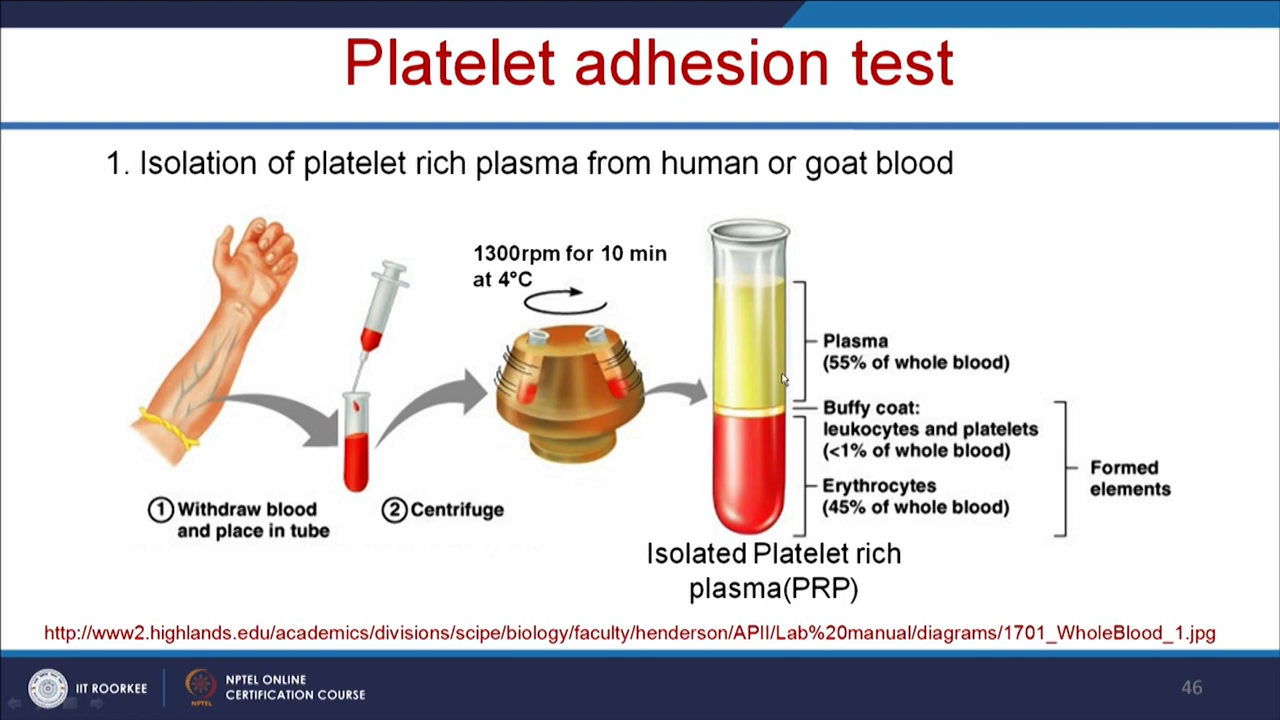 Platelet adhesion test
1. Isolation of platelet rich plasma from human or goat blood
1300rpm for 10 min
at 4°C
Plasma
(55% of whole blood)
Buffy coat:
leukocytes and platelets
(<1% of whole blood)
Erythrocytes
(45% of whole blood)
Formed
elements
1 Withdraw blood
and place in tube
2 Centrifuge
Isolated Platelet rich
plasma(PRP)
http://www2.highlands.edu/academics/divisions/scipe/biology/faculty/henderson/APII/Lab%20manual/diagrams/1701_WholeBlood_1.jpg
IIT ROORKEE
NPTEL
NPTEL ONLINE
CERTIFICATION COURSE
46